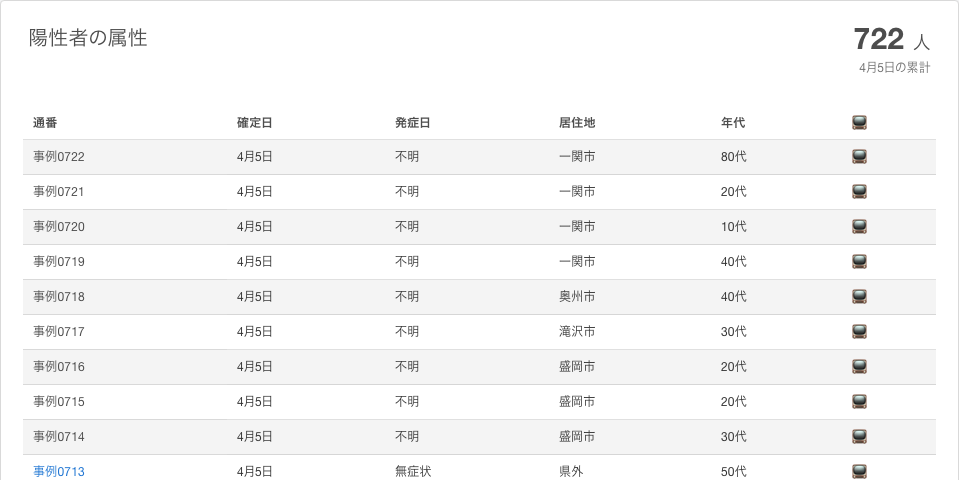 陽性者の属性
722 人
4月5日の累計
通番 確定日 発症日 居住地 年代 📺
事例0722 4月5日 不明 一関市 80代 📺
事例0721 4月5日 不明 一関市 20代 📺
事例0720 4月5日 不明 一関市 10代 📺
事例0719 4月5日 不明 一関市 40代 📺
事例0718 4月5日 不明 奥州市 40代 📺
事例0717 4月5日 不明 滝沢市 30代 📺
事例0716 4月5日 不明 盛岡市 20代 📺
事例0715 4月5日 不明 盛岡市 20代 📺
事例0714 4月5日 不明 盛岡市 30代 📺
事例0713 4月5日 無症状 県外 50代 📺